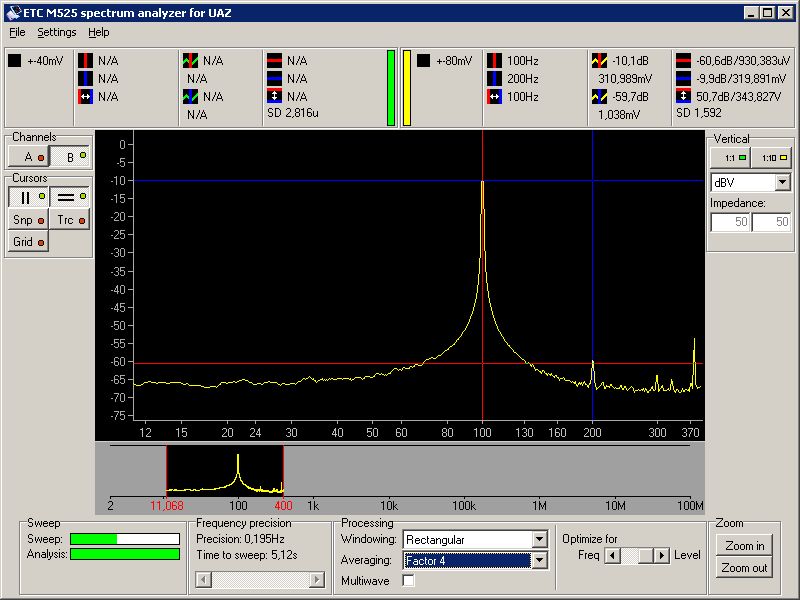 ETC M525 spectrum analyzer for UAZ
File Settings Help
+-40mV N/A N/A N/A +-80mV 100Hz -10,1dB -60,6dB/930,383uV
N/A N/A N/A 200Hz 310,989mV -9,9dB/319,891mV
N/A N/A N/A 100Hz -59,7dB 50,7dB/343,827V
N/A SD 2,816u 1,038mV SD 1,592
Channels
A B
Cursors
Snp Trc
Grid
0
-5
-10
-15
-20
-25
-30
-35
-40
-45
-50
-55
-60
-65
-70
-75
12 15 20 24 30 40 50 60 80 100 130 160 200 300 370
2 11,068 100 400 1k 10k 100k 1M 10M 100M
Vertical
1:1 1:10
dBV
Impedance:
50 50
Sweep
Sweep:
Analysis:
Frequency precision
Precision: 0,195Hz
Time to sweep: 5,12s
Processing
Windowing: Rectangular
Averaging: Factor 4
Multiwave
Optimize for
Freq Level
Zoom
Zoom in
Zoom out